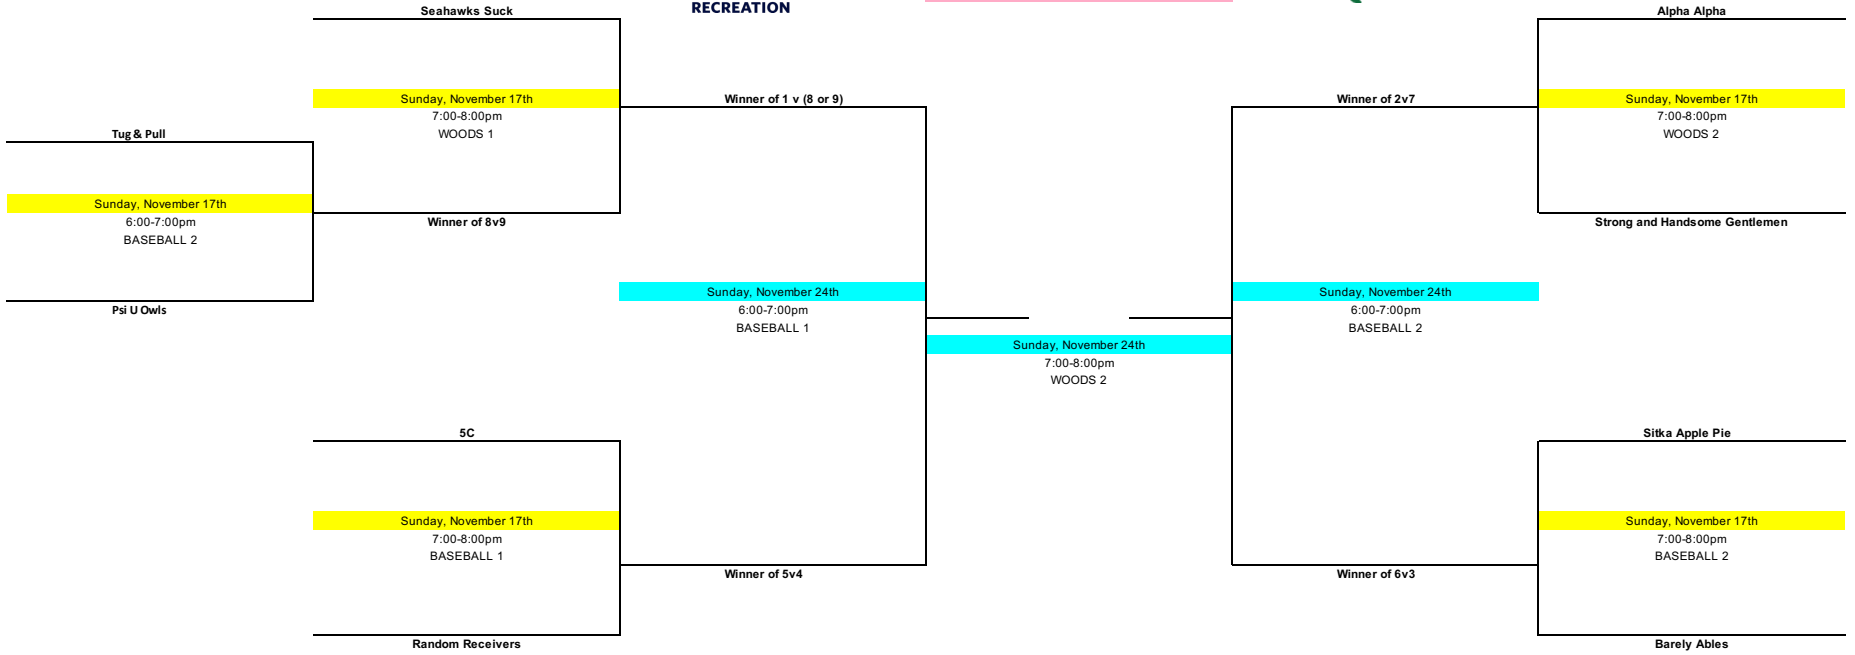 RECREATION
Seahawks Suck
Alpha Alpha
Sunday, November 17th
Winner of 1 v (8 or 9)
Winner of 2v7
Sunday, November 17th
7:00-8:00pm
7:00-8:00pm
Tug & Pull
WOODS 1
WOODS 2
Sunday, November 17th
6:00-7:00pm
Winner of 8v9
Strong and Handsome Gentlemen
BASEBALL 2
Sunday, November 24th
Sunday, November 24th
Psi U Owls
6:00-7:00pm
6:00-7:00pm
BASEBALL 1
BASEBALL 2
Sunday, November 24th
7:00-8:00pm
WOODS 2
5C
Sitka Apple Pie
Sunday, November 17th
Sunday, November 17th
7:00-8:00pm
7:00-8:00pm
BASEBALL 1
BASEBALL 2
Winner of 5v4
Winner of 6v3
Random Receivers
Barely Ables